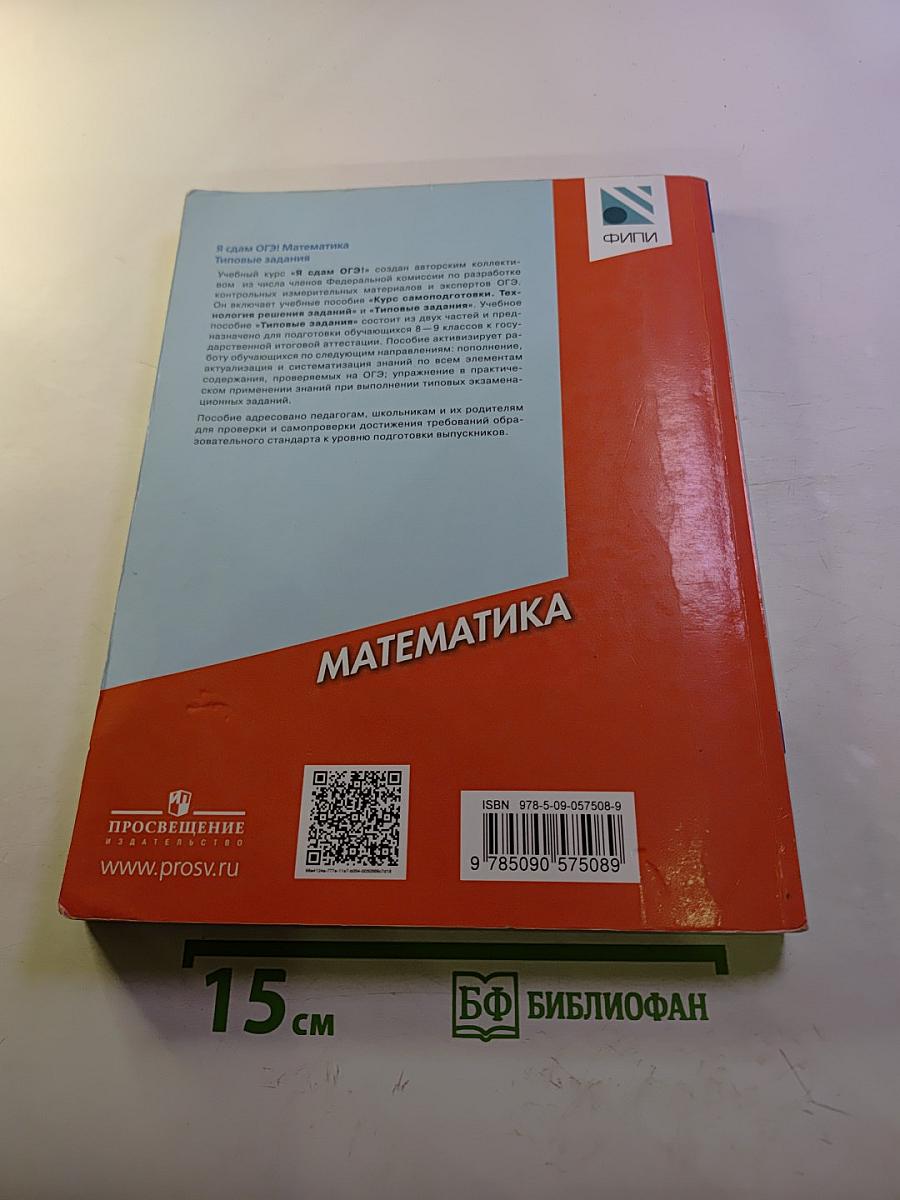 ФИПИ
Я сдам ОГЭ! Математика
Типовые задания
Учебный курс «Я сдам ОГЭ!» создан авторским коллекти-
вом из числа членов Федеральной комиссии по разработке
контрольных измерительных материалов и экспертов ОГЭ.
Он включает учебные пособия «Курс самоподготовки. Тех-
нология решения заданий» и «Типовые задания». Учебное
пособие «Типовые задания» состоит из двух частей и пред-
назначено для подготовки обучающихся 8—9 классов к госу-
дарственной итоговой аттестации. Пособие активизирует ра-
боту обучающихся по следующим направлениям: пополнение,
актуализация и систематизация знаний по всем элементам
содержания, проверяемых на ОГЭ; упражнение в практиче-
ском применении знаний при выполнении типовых экзамена-
ционных заданий.
Пособие адресовано педагогам, школьникам и их родителям
для проверки и самопроверки достижения требований обра-
зовательного стандарта к уровню подготовки выпускников.
МАТЕМАТИКА
ПРОСВЕЩЕНИЕ
ИЗДАТЕЛЬСТВО
www.prosv.ru
ISBN 978-5-09-057508-9
9 785090 575089
15 см
БФ БИБЛИОФАН